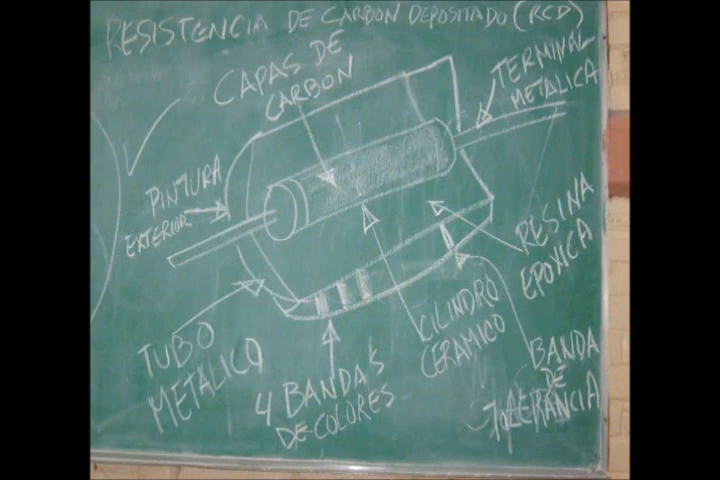 RESISTENCIA DE CARBON DEPOSITADO (RCD)
CAPAS DE
CARBON
TERMINAL
METALICA
PINTURA
EXTERIOR
RESINA
EPOXICA
TUBO
METALICO
4 BANDAS
DE COLORES
CILINDRO
CERAMICO
BANDA
DE
TOLERANCIA